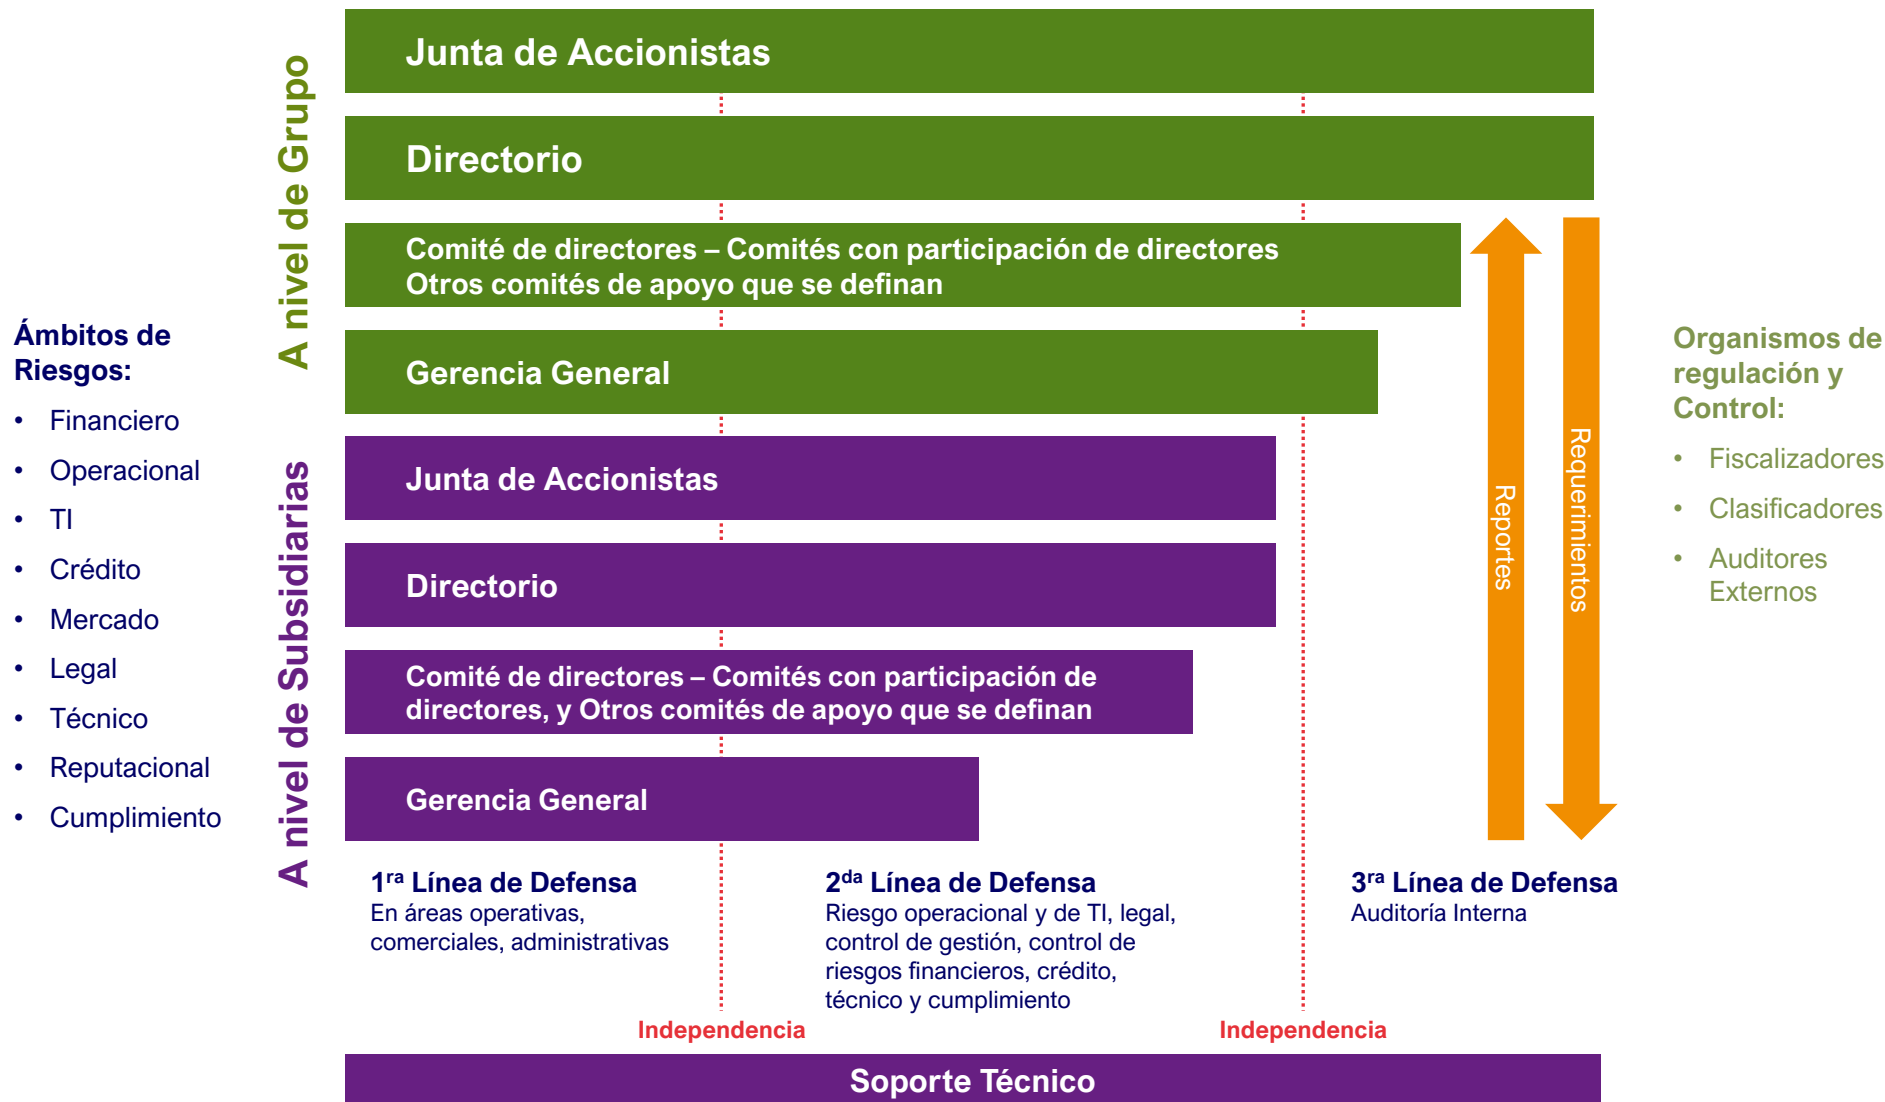 Junta de Accionistas
Directorio
Comité de directores – Comités con participación de directores
Otros comités de apoyo que se definan
Gerencia General
A nivel de Grupo
Junta de Accionistas
Directorio
Comité de directores – Comités con participación de
directores, y Otros comités de apoyo que se definan
Gerencia General
A nivel de Subsidiarias
Ámbitos de
Riesgos:
• Financiero
• Operacional
• TI
• Crédito
• Mercado
• Legal
• Técnico
• Reputacional
• Cumplimiento
Reportes
Requerimientos
Organismos de
regulación y
Control:
• Fiscalizadores
• Clasificadores
• Auditores
Externos
1ra Línea de Defensa
En áreas operativas,
comerciales, administrativas
2da Línea de Defensa
Riesgo operacional y de TI, legal,
control de gestión, control de
riesgos financieros, crédito,
técnico y cumplimiento
3ra Línea de Defensa
Auditoría Interna
Independencia
Independencia
Soporte Técnico